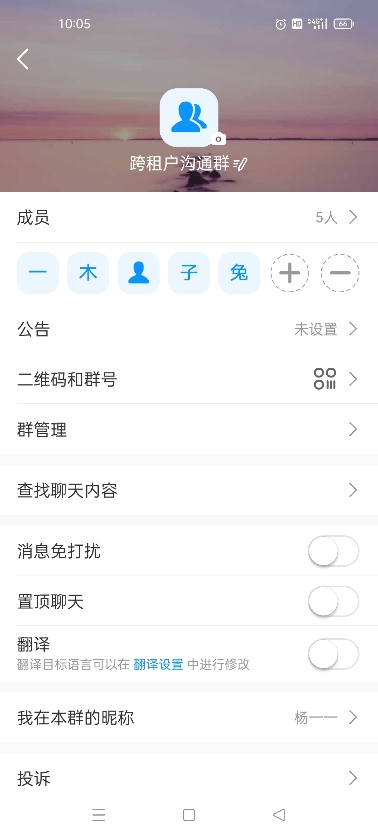 10:05
HD
4G
66
跨租户沟通群
成员
5人
一
木
子
兔
公告
未设置
二维码和群号
群管理
查找聊天内容
消息免打扰
置顶聊天
翻译
翻译目标语言可以在 翻译设置 中进行修改
我在本群的昵称
杨一一
投诉